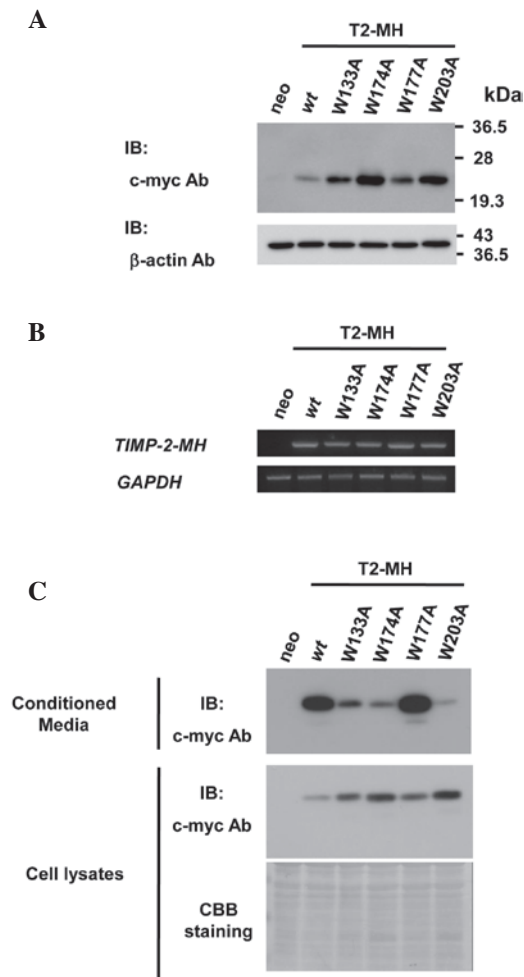 A
T2-MH
neo
wt
W133A
W174A
W177A
W203A
kDa
36.5
28
19.3
IB:
c-myc Ab
43
36.5
IB:
β-actin Ab
B
T2-MH
neo
wt
W133A
W174A
W177A
W203A
TIMP-2-MH
GAPDH
C
T2-MH
neo
wt
W133A
W174A
W177A
W203A
Conditioned
Media
IB:
c-myc Ab
Cell lysates
IB:
c-myc Ab
CBB
staining